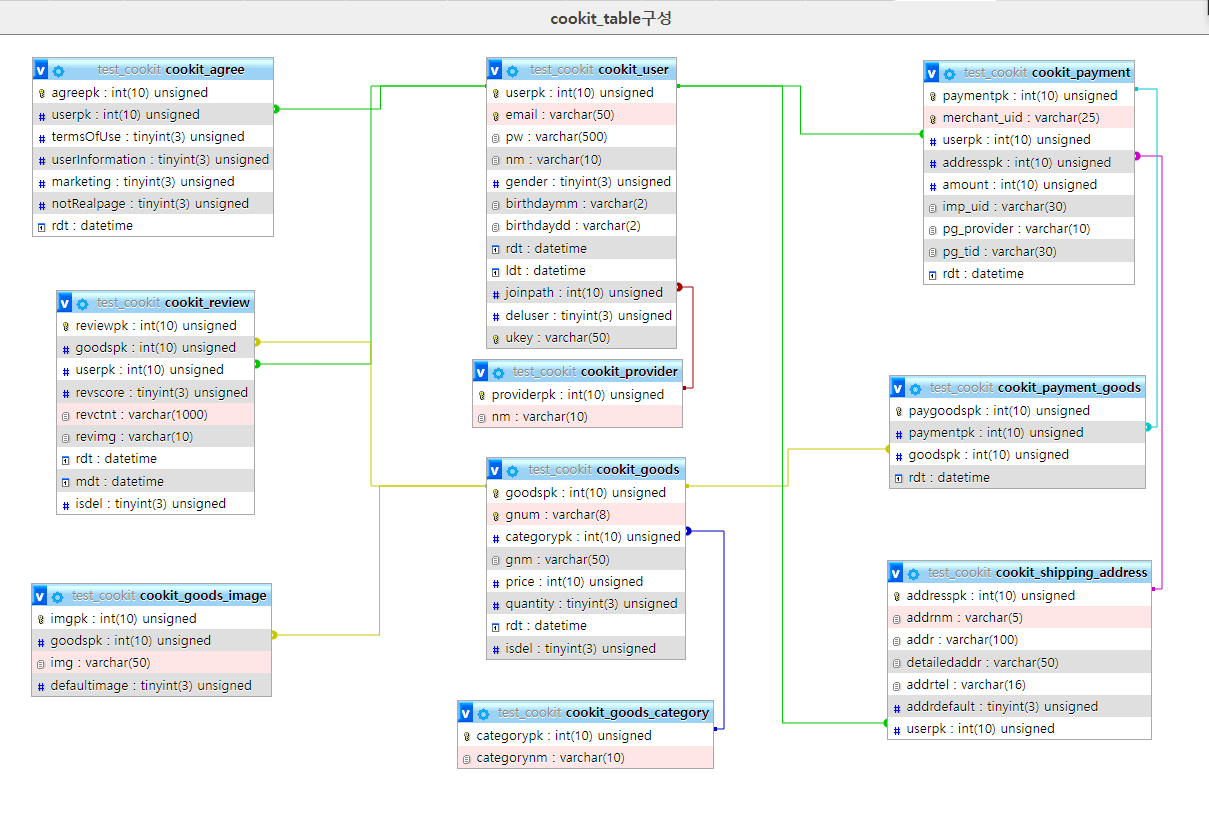 cookit_table구성
v test_cookit cookit_agree
agreepk : int(10) unsigned
# userpk : int(10) unsigned
# termsOfUse : tinyint(3) unsigned
# userInformation : tinyint(3) unsigned
# marketing : tinyint(3) unsigned
# notRealpage : tinyint(3) unsigned
rdt : datetime
v test_cookit cookit_user
userpk : int(10) unsigned
email : varchar(50)
pw : varchar(500)
nm : varchar(10)
# gender : tinyint(3) unsigned
birthdaymm : varchar(2)
birthdaydd : varchar(2)
rdt : datetime
ldt : datetime
# joinpath : int(10) unsigned
# deluser : tinyint(3) unsigned
ukey : varchar(50)
v test_cookit cookit_payment
paymentpk : int(10) unsigned
merchant_uid : varchar(25)
# userpk : int(10) unsigned
# addresspk : int(10) unsigned
# amount : int(10) unsigned
imp_uid : varchar(30)
pg_provider : varchar(10)
pg_tid : varchar(30)
rdt : datetime
v test_cookit cookit_review
reviewpk : int(10) unsigned
# goodspk : int(10) unsigned
# userpk : int(10) unsigned
# revscore : tinyint(3) unsigned
revctnt : varchar(1000)
revimg : varchar(10)
rdt : datetime
mdt : datetime
# isdel : tinyint(3) unsigned
v test_cookit cookit_provider
providerpk : int(10) unsigned
nm : varchar(10)
v test_cookit cookit_payment_goods
paygoodspk : int(10) unsigned
# paymentpk : int(10) unsigned
# goodspk : int(10) unsigned
rdt : datetime
v test_cookit cookit_goods
goodspk : int(10) unsigned
gnum : varchar(8)
# categorypk : int(10) unsigned
gnm : varchar(50)
# price : int(10) unsigned
# quantity : tinyint(3) unsigned
rdt : datetime
# isdel : tinyint(3) unsigned
v test_cookit cookit_goods_image
imgpk : int(10) unsigned
# goodspk : int(10) unsigned
img : varchar(50)
# defaultimage : tinyint(3) unsigned
v test_cookit cookit_shipping_address
addresspk : int(10) unsigned
addrnm : varchar(5)
addr : varchar(100)
detailedaddr : varchar(50)
addrtel : varchar(16)
# addrdefault : tinyint(3) unsigned
# userpk : int(10) unsigned
v test_cookit cookit_goods_category
categorypk : int(10) unsigned
categorynm : varchar(10)